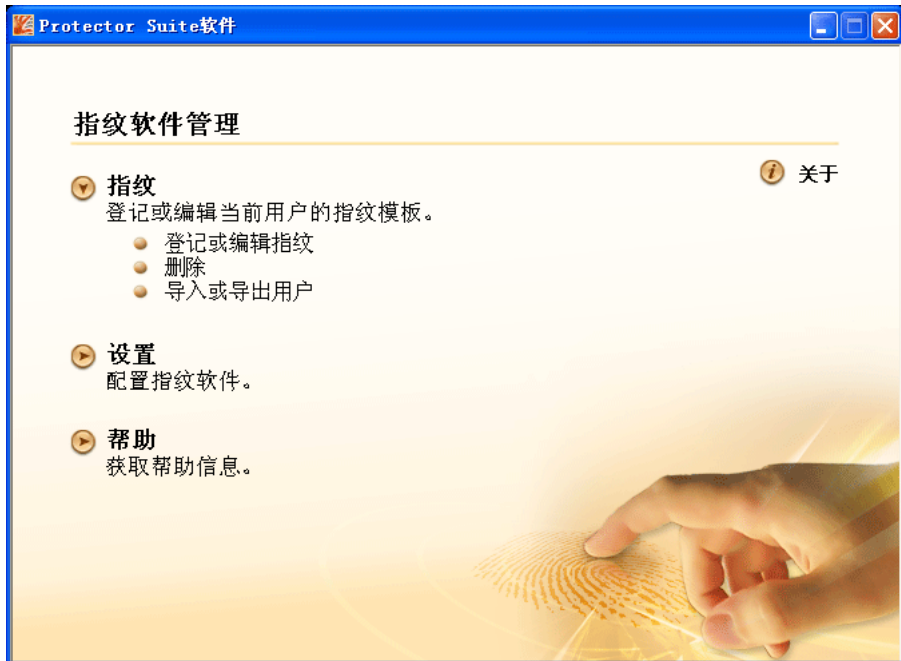 Protector Suite软件
指纹软件管理
关于
指纹
登记或编辑当前用户的指纹模板。
登记或编辑指纹
删除
导入或导出用户
设置
配置指纹软件。
帮助
获取帮助信息。